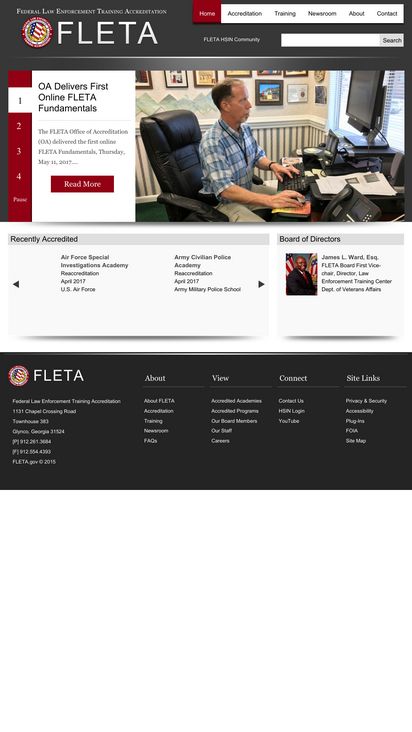 Federal Law Enforcement Training Accreditation
FLETA
Home Accreditation Training Newsroom About Contact
FLETA HSIN Community
Search
1
2
3
4
Pause
OA Delivers First
Online FLETA
Fundamentals
The FLETA Office of Accreditation
(OA) delivered the first online
FLETA Fundamentals, Thursday,
May 11, 2017....
Read More
Recently Accredited
Air Force Special
Investigations Academy
Reaccreditation
April 2017
U.S. Air Force
Army Civilian Police
Academy
Reaccreditation
April 2017
Army Military Police School
Board of Directors
James L. Ward, Esq.
FLETA Board First Vice-
chair, Director, Law
Enforcement Training Center
Dept. of Veterans Affairs
FLETA
Federal Law Enforcement Training Accreditation
1131 Chapel Crossing Road
Townhouse 383
Glynco, Georgia 31524
[P] 912.261.3684
[F] 912.554.4393
FLETA.gov © 2015
About
About FLETA
Accreditation
Training
Newsroom
FAQs
View
Accredited Academies
Accredited Programs
Our Board Members
Our Staff
Careers
Connect
Contact Us
HSIN Login
YouTube
Site Links
Privacy & Security
Accessibility
Plug-Ins
FOIA
Site Map